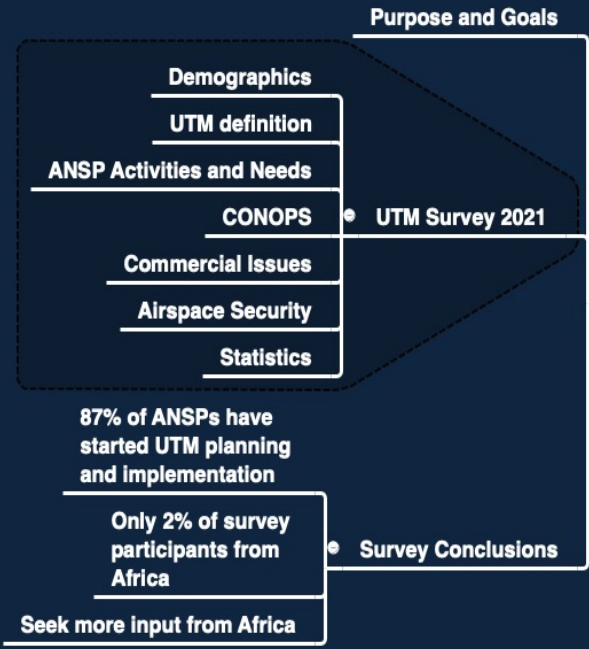 Purpose and Goals
Demographics
UTM definition
ANSP Activities and Needs
CONOPS
UTM Survey 2021
Commercial Issues
Airspace Security
Statistics
87% of ANSPs have
started UTM planning
and implementation
Only 2% of survey
participants from
Africa
Survey Conclusions
Seek more input from Africa